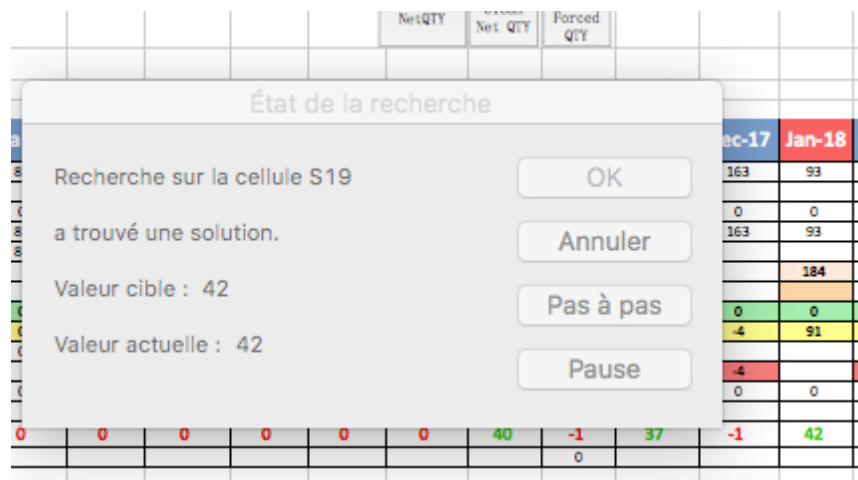 NetQTY Net QTY Forced
QTY
État de la recherche
ec-17 Jan-18
Recherche sur la cellule S19
OK
163 93
0 0
a trouvé une solution.
Annuler
163 93
184
Valeur cible : 42
Pas à pas
0 0
-4 91
Valeur actuelle : 42
Pause
-4
0 0
0 0 0 0 0 0 40 -1 37 -1 42
0